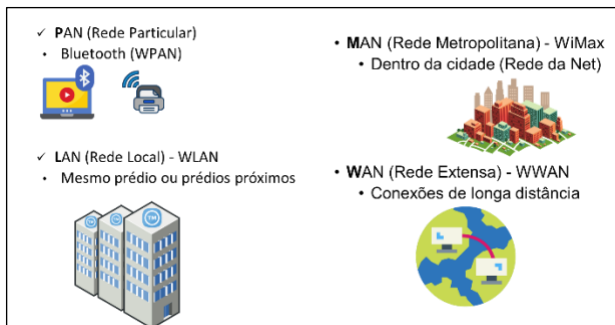 ✓ PAN (Rede Particular)
• Bluetooth (WPAN)
✓ LAN (Rede Local) - WLAN
• Mesmo prédio ou prédios próximos
• MAN (Rede Metropolitana) - WiMax
• Dentro da cidade (Rede da Net)
• WAN (Rede Extensa) - WWAN
• Conexões de longa distância